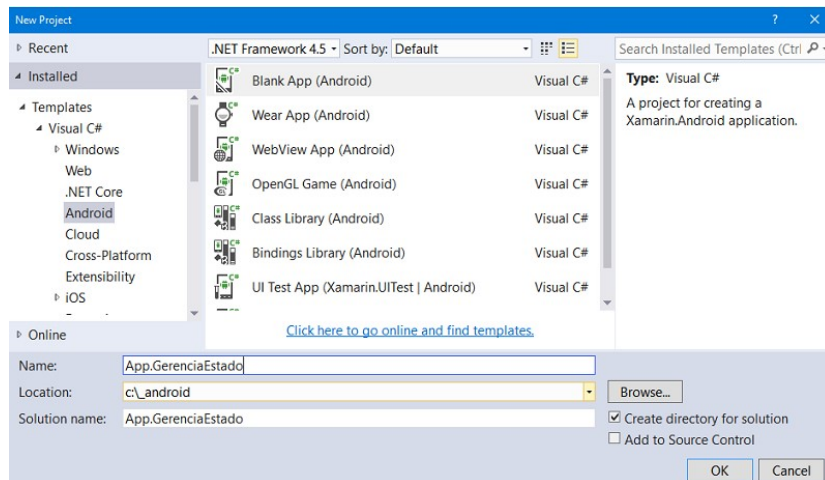 New Project
Recent
.NET Framework 4.5 Sort by: Default
Search Installed Templates (Ctrl
Installed
Templates
Visual C#
Windows
Web
.NET Core
Android
Cloud
Cross-Platform
Extensibility
iOS
Online
Blank App (Android) Visual C#
Wear App (Android) Visual C#
WebView App (Android) Visual C#
OpenGL Game (Android) Visual C#
Class Library (Android) Visual C#
Bindings Library (Android) Visual C#
UI Test App (Xamarin.UITest | Android) Visual C#
Click here to go online and find templates.
Type: Visual C#
A project for creating a
Xamarin.Android application.
Name: App.GerenciaEstado
Location: c:\_android
Browse...
Solution name: App.GerenciaEstado
Create directory for solution
Add to Source Control
OK Cancel